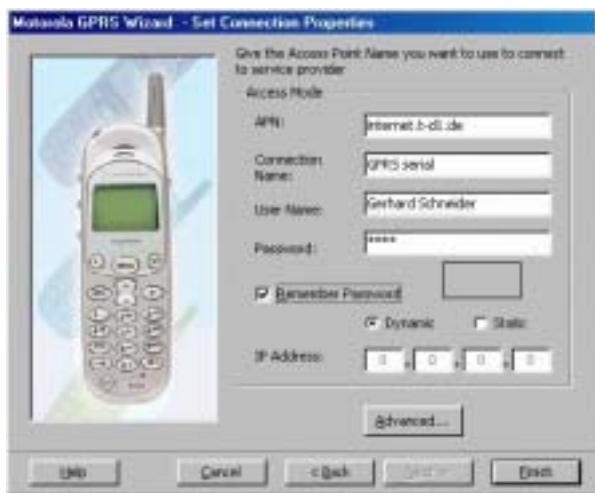 Motorola GPRS Wizard - Set Connection Properties
Give the Access Point Name you want to use to connect
to service provider
Access Mode
APN:
internet.t-d1.de
Connection
Name:
GPRS serial
User Name:
Gerhard Schneider
Password:
****
Remember Password
Dynamic
Static
IP Address:
0 . 0 . 0 . 0
Advanced...
Help
Cancel
< Back
Next >
Finish